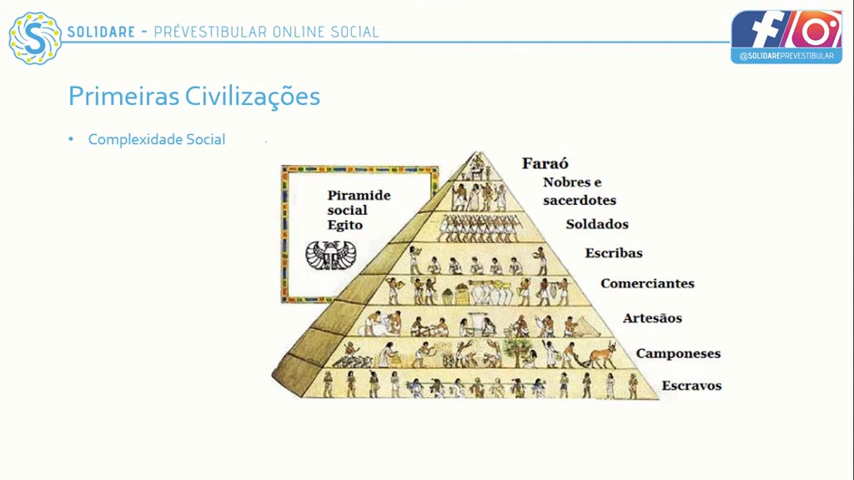 SOLIDARE – PRÉVESTIBULAR ONLINE SOCIAL
@SOLIDAREPREVESTIBULAR
Primeiras Civilizações
• Complexidade Social
Piramide
social
Egito
Faraó
Nobres e
sacerdotes
Soldados
Escribas
Comerciantes
Artesãos
Camponeses
Escravos